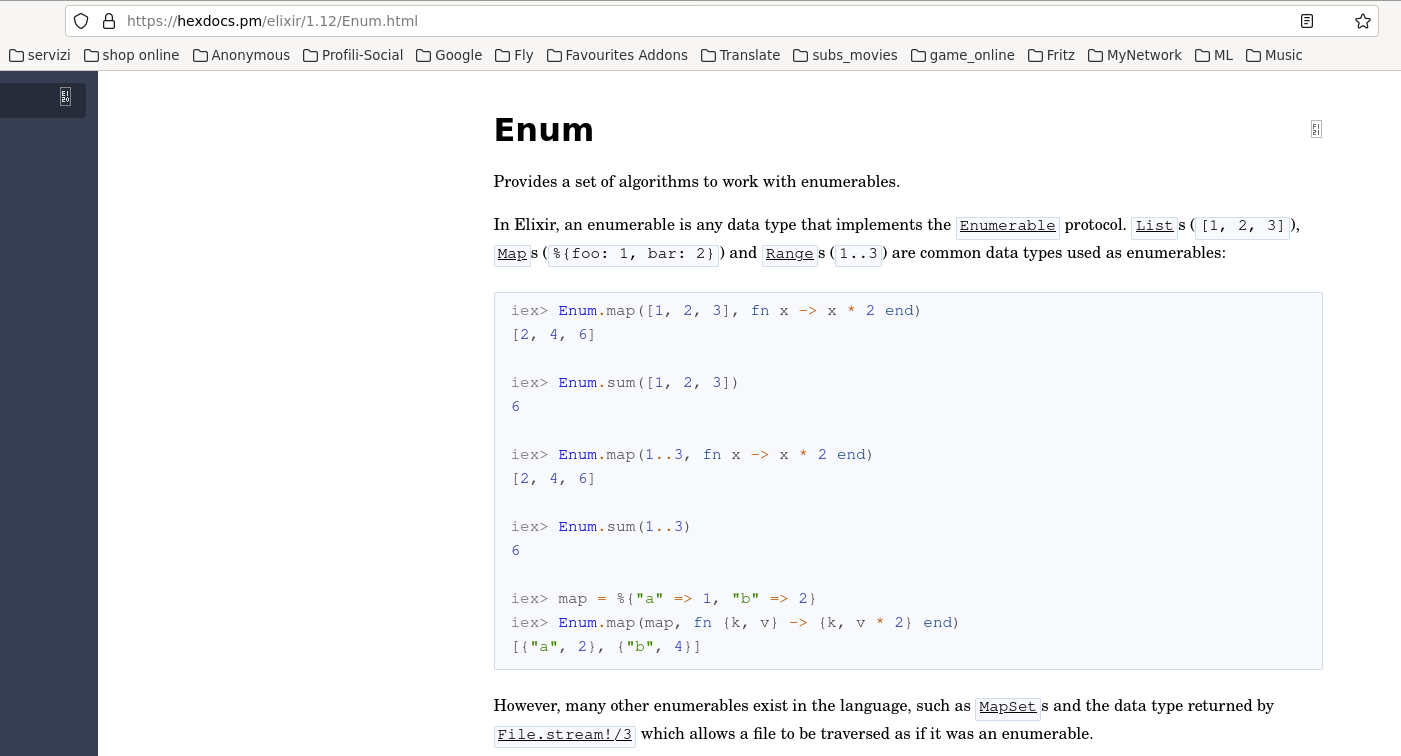 https://hexdocs.pm/elixir/1.12/Enum.html
servizi shop online Anonymous Profili-Social Google Fly Favourites Addons Translate subs_movies game_online Fritz MyNetwork ML Music
Enum
Provides a set of algorithms to work with enumerables.
In Elixir, an enumerable is any data type that implements the Enumerable protocol. Lists ([1, 2, 3]),
Maps (%{foo: 1, bar: 2}) and Ranges (1..3) are common data types used as enumerables:
iex> Enum.map([1, 2, 3], fn x -> x * 2 end)
[2, 4, 6]
iex> Enum.sum([1, 2, 3])
6
iex> Enum.map(1..3, fn x -> x * 2 end)
[2, 4, 6]
iex> Enum.sum(1..3)
6
iex> map = %{"a" => 1, "b" => 2}
iex> Enum.map(map, fn {k, v} -> {k, v * 2} end)
[{"a", 2}, {"b", 4}]
However, many other enumerables exist in the language, such as MapSets and the data type returned by
File.stream!/3 which allows a file to be traversed as if it was an enumerable.